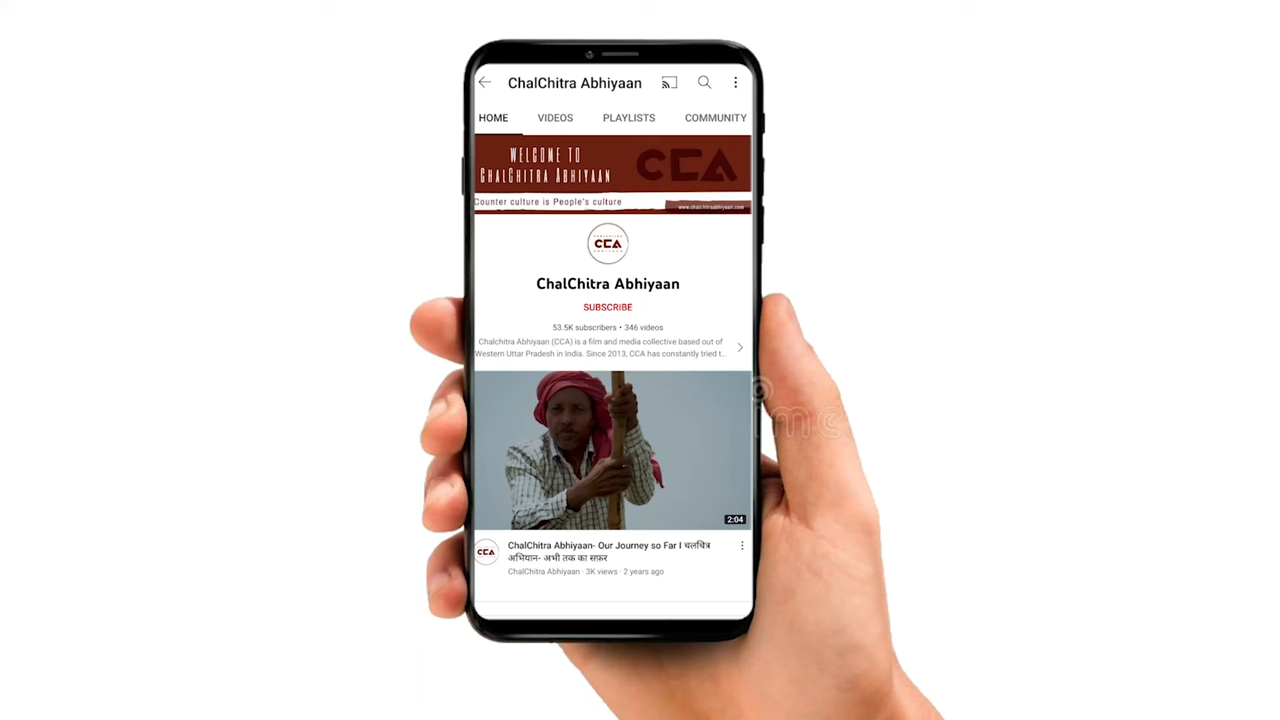 ChalChitra Abhiyaan
HOME VIDEOS PLAYLISTS COMMUNITY
WELCOME TO
CHALCHITRA ABHIYAAN
CCA
Counter culture is People's culture
www.chalchitraabhiyaan.com
CCA
ChalChitra Abhiyaan
SUBSCRIBE
53.5K subscribers • 346 videos
Chalchitra Abhiyaan (CCA) is a film and media collective based out of
Western Uttar Pradesh in India. Since 2013, CCA has constantly tried t...
2:04
CCA
ChalChitra Abhiyaan- Our Journey so Far I चलचित्र
अभियान- अभी तक का सफ़र
ChalChitra Abhiyaan · 3K views · 2 years ago